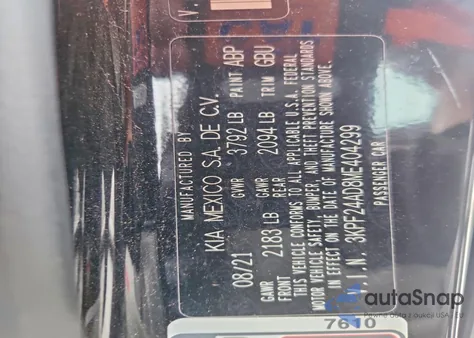 MANUFACTURED BY
KIA MEXICO S.A. DE C.V.
08/21 GVWR 3792 LB PAINT ABP
GAWR FRONT 2183 LB GAWR REAR 2094 LB TRIM GBU
THIS VEHICLE CONFORMS TO ALL APPLICABLE U.S.A. FEDERAL
MOTOR VEHICLE SAFETY, BUMPER, AND THEFT PREVENTION STANDARDS
IN EFFECT ON THE DATE OF MANUFACTURE SHOWN ABOVE.
V.I.N. 3KPF24AD8ME404299
PASSENGER CAR
7610
autoSnap